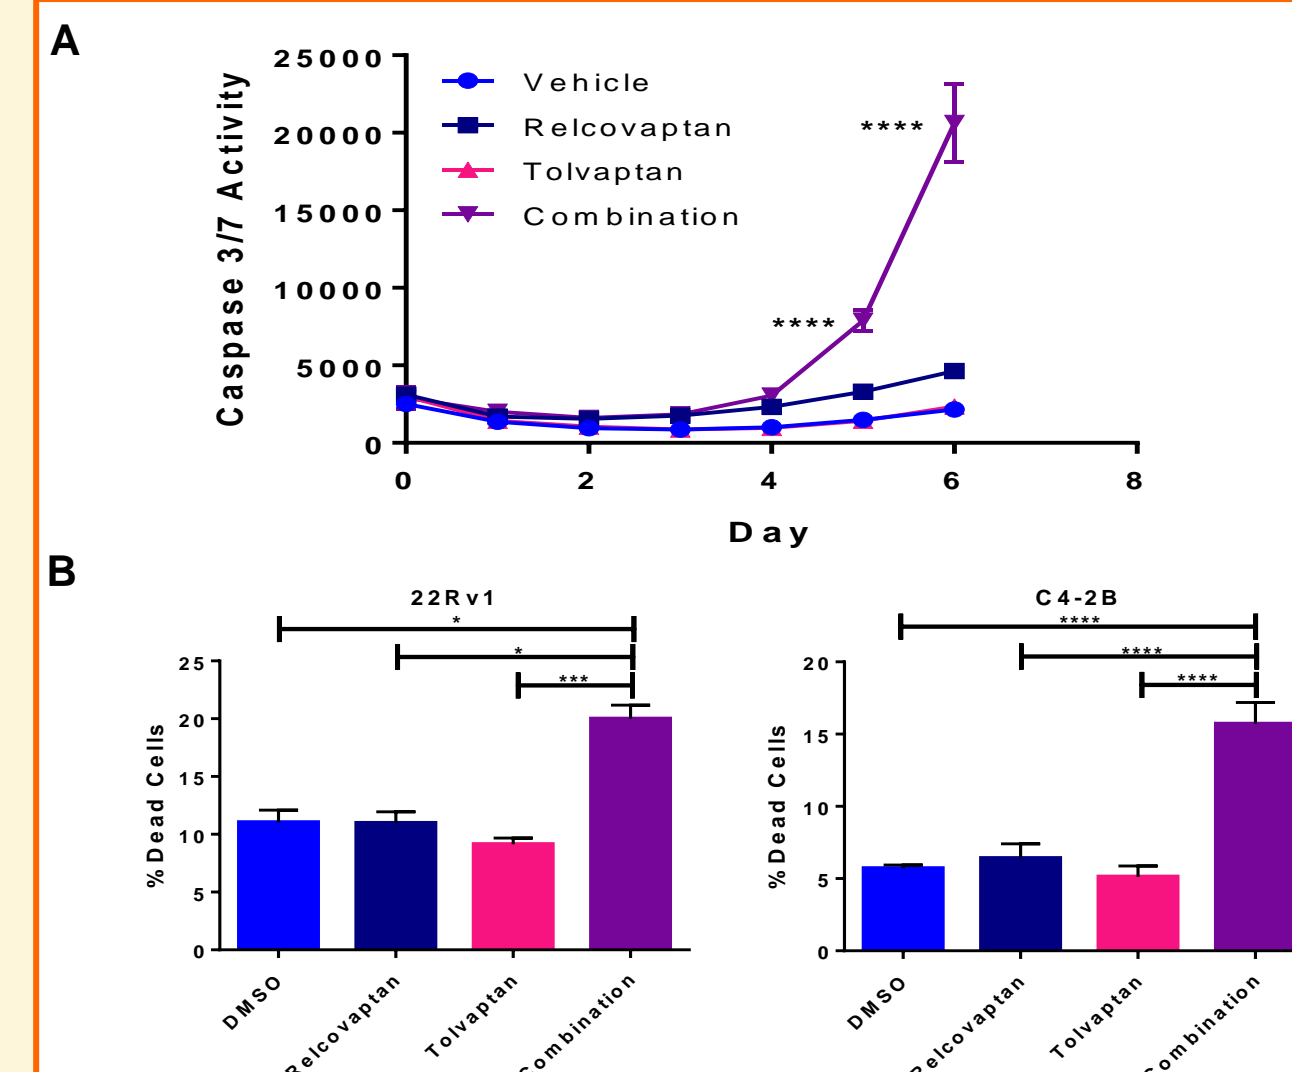 A
Caspase 3/7 Activity
25000
20000
15000
10000
5000
0
Vehicle
Relcovaptan
Tolvaptan
Combination
****
****
0 2 4 6 8
Day
B
22Rv1
*
*
***
%Dead Cells
25
20
15
10
5
0
DMSO
Relcovaptan
Tolvaptan
Combination
C4-2B
****
****
****
%Dead Cells
20
15
10
5
0
DMSO
Relcovaptan
Tolvaptan
Combination